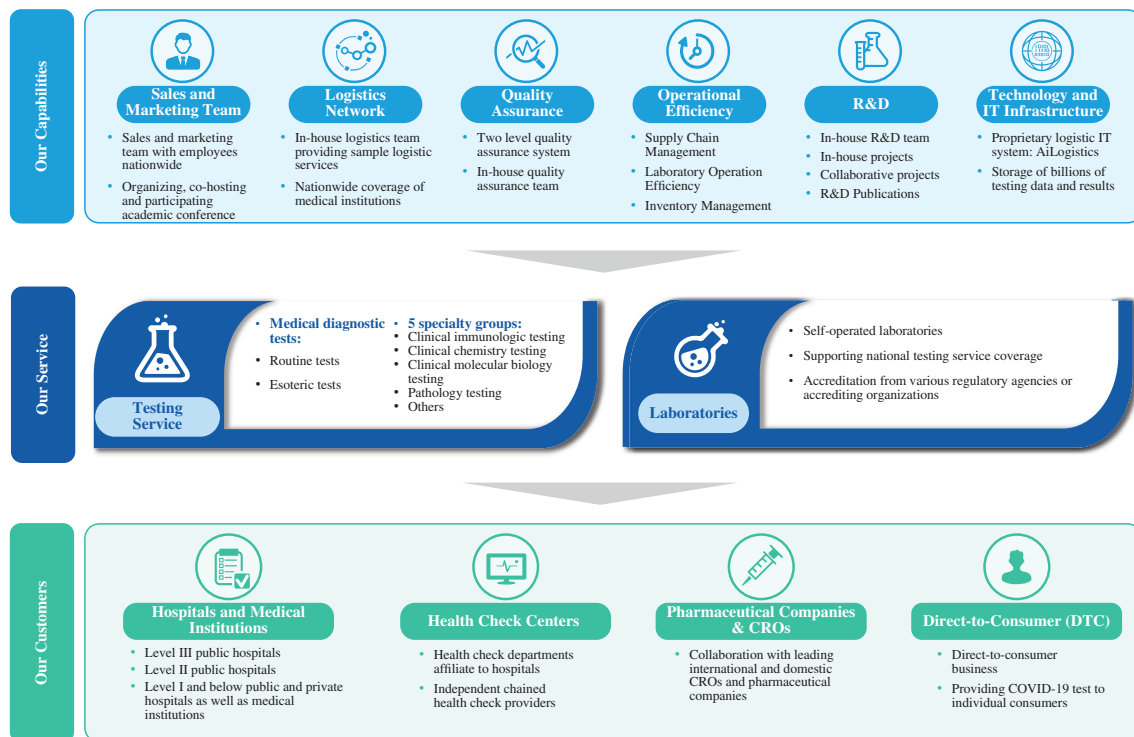 Our Capabilities
Sales and
Marketing Team
• Sales and marketing
team with employees
nationwide
• Organizing, co-hosting
and participating
academic conference
Logistics
Network
• In-house logistics team
providing sample logistic
services
• Nationwide coverage of
medical institutions
Quality
Assurance
• Two level quality
assurance system
• In-house quality
assurance team
Operational
Efficiency
• Supply Chain
Management
• Laboratory Operation
Efficiency
• Inventory Management
R&D
• In-house R&D team
• In-house projects
• Collaborative projects
• R&D Publications
Technology and
IT Infrastructure
• Proprietary logistic IT
system: AiLogistics
• Storage of billions of
testing data and results
Our Service
Testing
Service
• Medical diagnostic
tests:
• Routine tests
• Esoteric tests
• 5 specialty groups:
• Clinical immunologic testing
• Clinical chemistry testing
• Clinical molecular biology
testing
• Pathology testing
• Others
Laboratories
• Self-operated laboratories
• Supporting national testing service coverage
• Accreditation from various regulatory agencies or
accrediting organizations
Our Customers
Hospitals and Medical
Institutions
• Level III public hospitals
• Level II public hospitals
• Level I and below public and private
hospitals as well as medical
institutions
Health Check Centers
• Health check departments
affiliate to hospitals
• Independent chained
health check providers
Pharmaceutical Companies
& CROs
• Collaboration with leading
international and domestic
CROs and pharmaceutical
companies
Direct-to-Consumer (DTC)
• Direct-to-consumer
business
• Providing COVID-19 test to
individual consumers